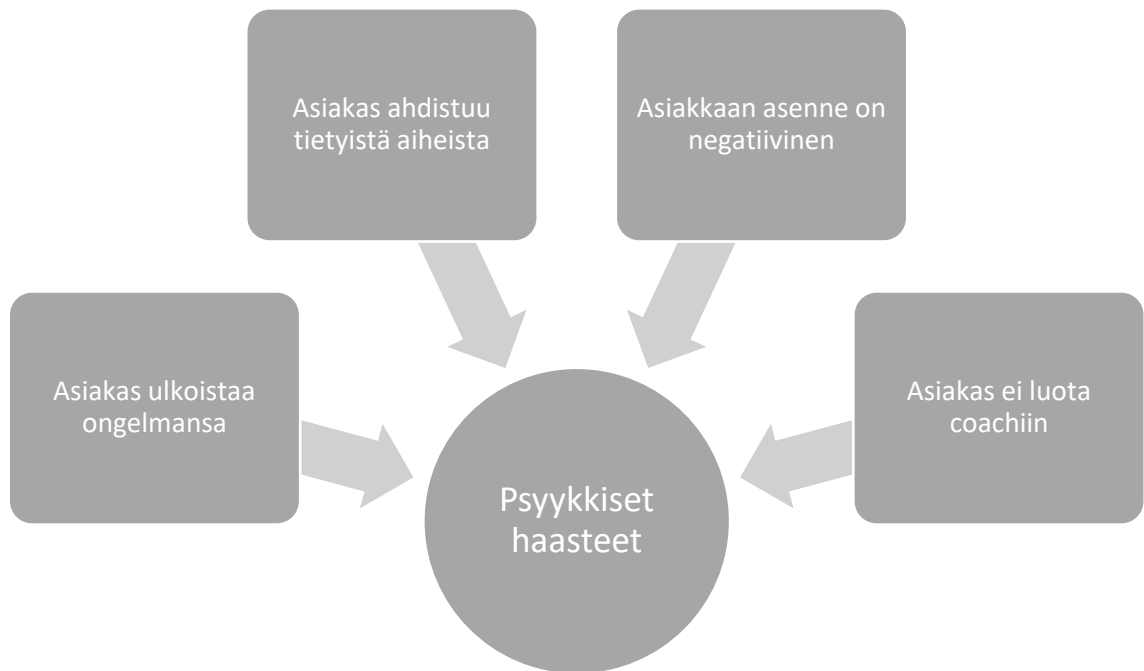 Asiakas ahdistuu
tietyistä aiheista
Asiakkaan asenne on
negatiivinen
Asiakas ulkoistaa
ongelmansa
Asiakas ei luota
coachiin
Psyykkiset
haasteet